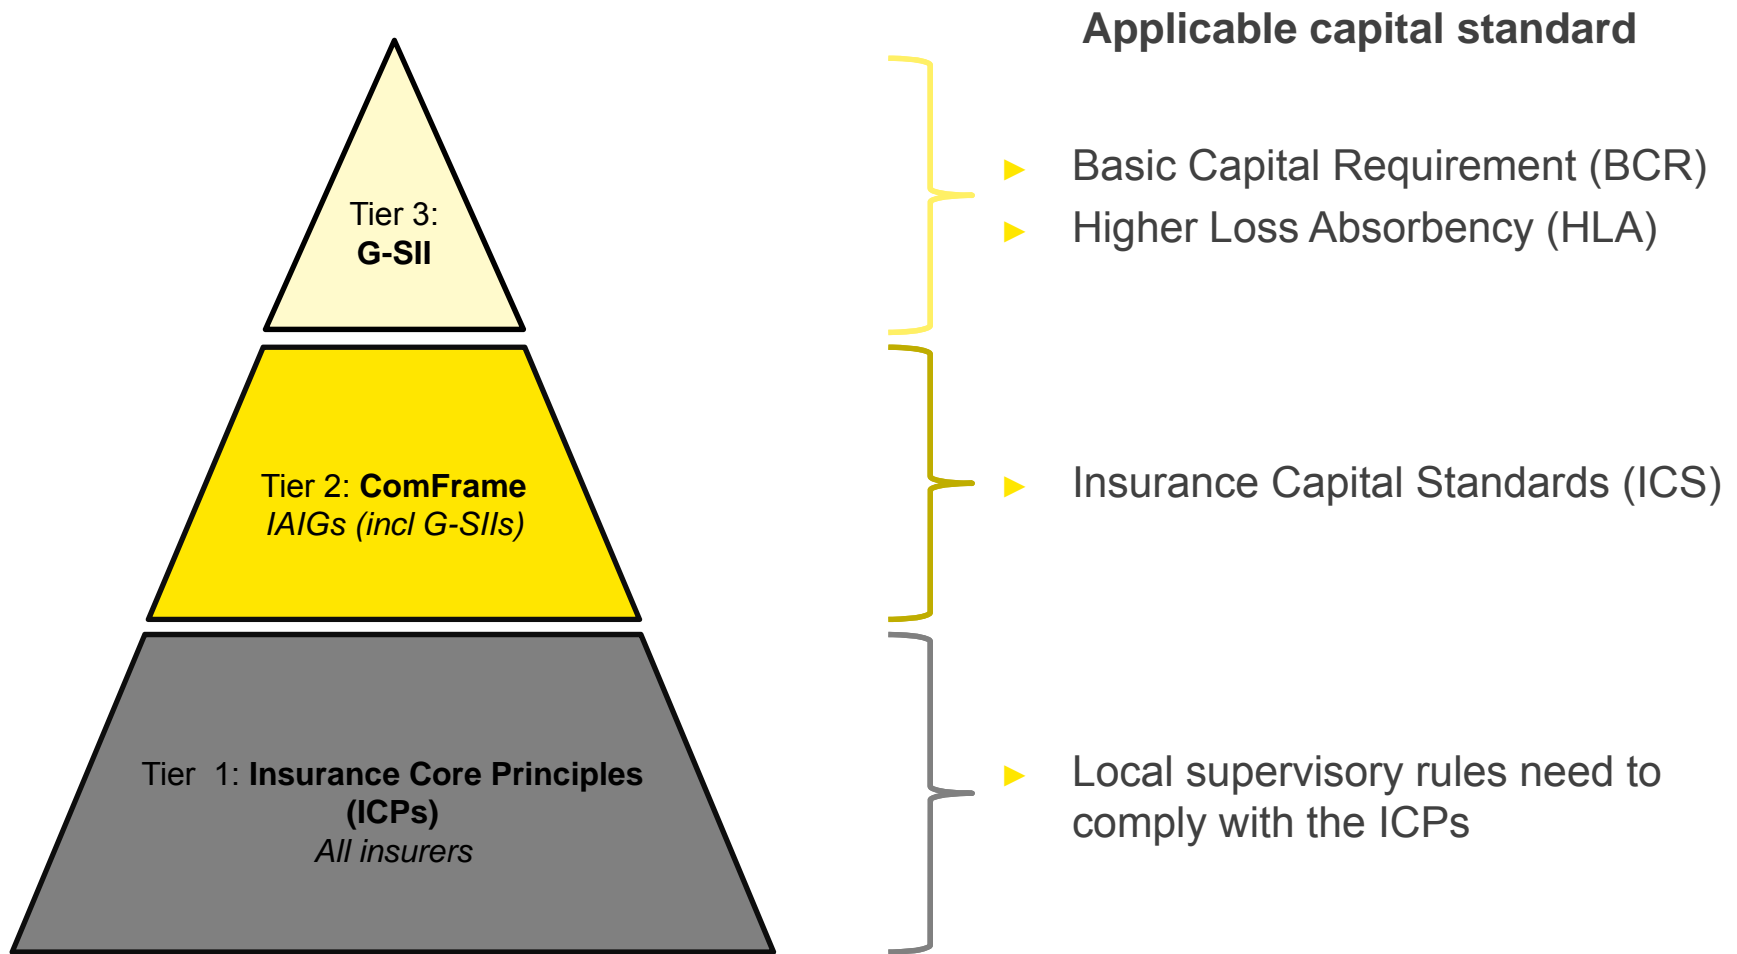 Applicable capital standard
Tier 3:
G-SII
► Basic Capital Requirement (BCR)
► Higher Loss Absorbency (HLA)
Tier 2: ComFrame
IAIGs (incl G-SIIs)
► Insurance Capital Standards (ICS)
Tier 1: Insurance Core Principles
(ICPs)
All insurers
► Local supervisory rules need to
comply with the ICPs